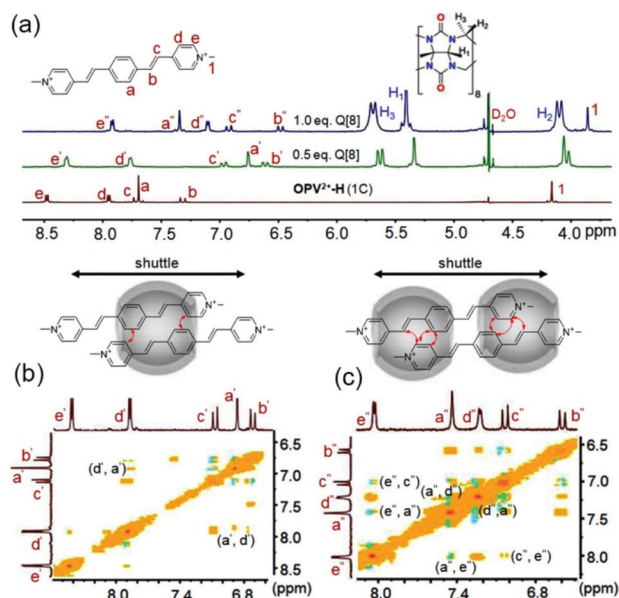 (a)
c d e
N⁺
1
N⁺
a b
O
H₃
H₂
N N
H₁
N N
O
8
e" a" d" c" b"
1.0 eq. Q[8]
H₃ H₁
D₂O
H₂ 1
e' d' c' a' b'
0.5 eq. Q[8]
e d c a b
OPV²⁺-H (1C)
1
8.5 8.0 7.5 7.0 6.5 6.0 5.5 5.0 4.5 4.0 ppm
shuttle shuttle
N⁺ N⁺ N⁺ N⁺
N⁺ N⁺ N⁺ N⁺
(b) (c)
e' d' c' a' b'
e" a" d" c" b"
b'
a'
c'
d'
e'
(d', a')
(a', d')
6.5
7.0
7.5
8.0
8.5
(ppm)
8.0 7.4 6.8 (ppm)
b"
c"
d"
a"
e"
(e", c")
(a", d")
(e", a")
(d", a")
(a", e")
(c", e")
6.5
7.0
7.5
8.0
(ppm)
8.0 7.4 6.8 (ppm)